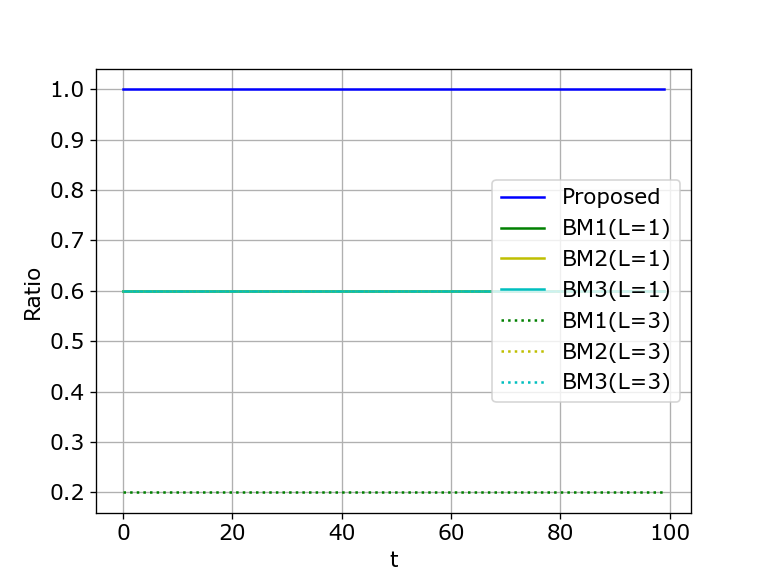 1.0
0.9
0.8
0.7
0.6
0.5
0.4
0.3
0.2
Ratio
Proposed
BM1(L=1)
BM2(L=1)
BM3(L=1)
BM1(L=3)
BM2(L=3)
BM3(L=3)
0 20 40 60 80 100
t